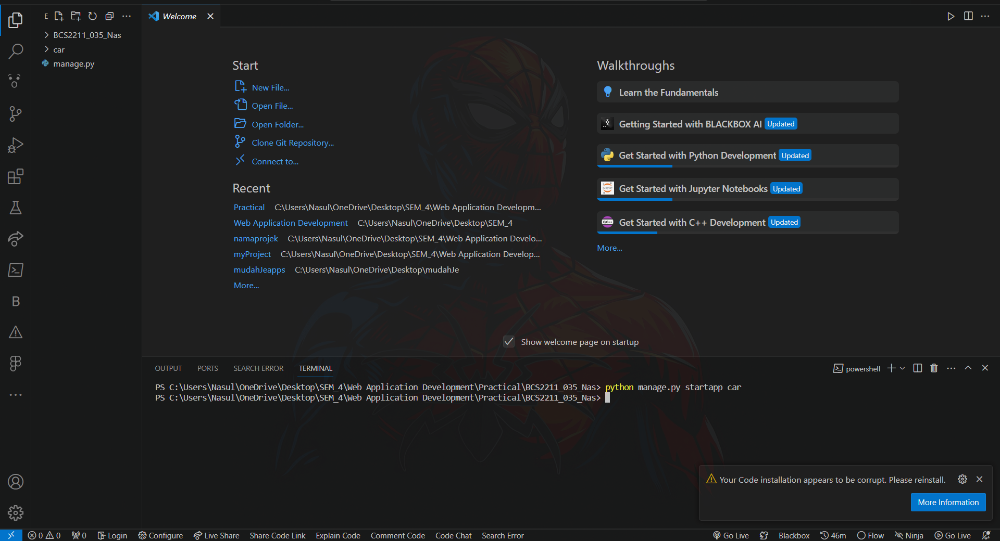 E
BCS2211_035_Nas
car
manage.py
Welcome
Start
New File...
Open File...
Open Folder...
Clone Git Repository...
Connect to...
Recent
Practical C:\Users\Nasul\OneDrive\Desktop\SEM_4\Web Application Developm...
Web Application Development C:\Users\Nasul\OneDrive\Desktop\SEM_4
namaprojek C:\Users\Nasul\OneDrive\Desktop\SEM_4\Web Application Develo...
myProject C:\Users\Nasul\OneDrive\Desktop\SEM_4\Web Application Develop...
mudahJeapps C:\Users\Nasul\OneDrive\Desktop\mudahJe
More...
Walkthroughs
Learn the Fundamentals
Getting Started with BLACKBOX AI Updated
Get Started with Python Development Updated
Get Started with Jupyter Notebooks Updated
Get Started with C++ Development Updated
More...
Show welcome page on startup
B
OUTPUT PORTS SEARCH ERROR TERMINAL
powershell
PS C:\Users\Nasul\OneDrive\Desktop\SEM_4\Web Application Development\Practical\BCS2211_035_Nas> python manage.py startapp car
PS C:\Users\Nasul\OneDrive\Desktop\SEM_4\Web Application Development\Practical\BCS2211_035_Nas>
Your Code installation appears to be corrupt. Please reinstall.
More Information
0 0 0 Login Configure Live Share Share Code Link Explain Code Comment Code Code Chat Search Error Go Live Blackbox 46m Flow Ninja Go Live